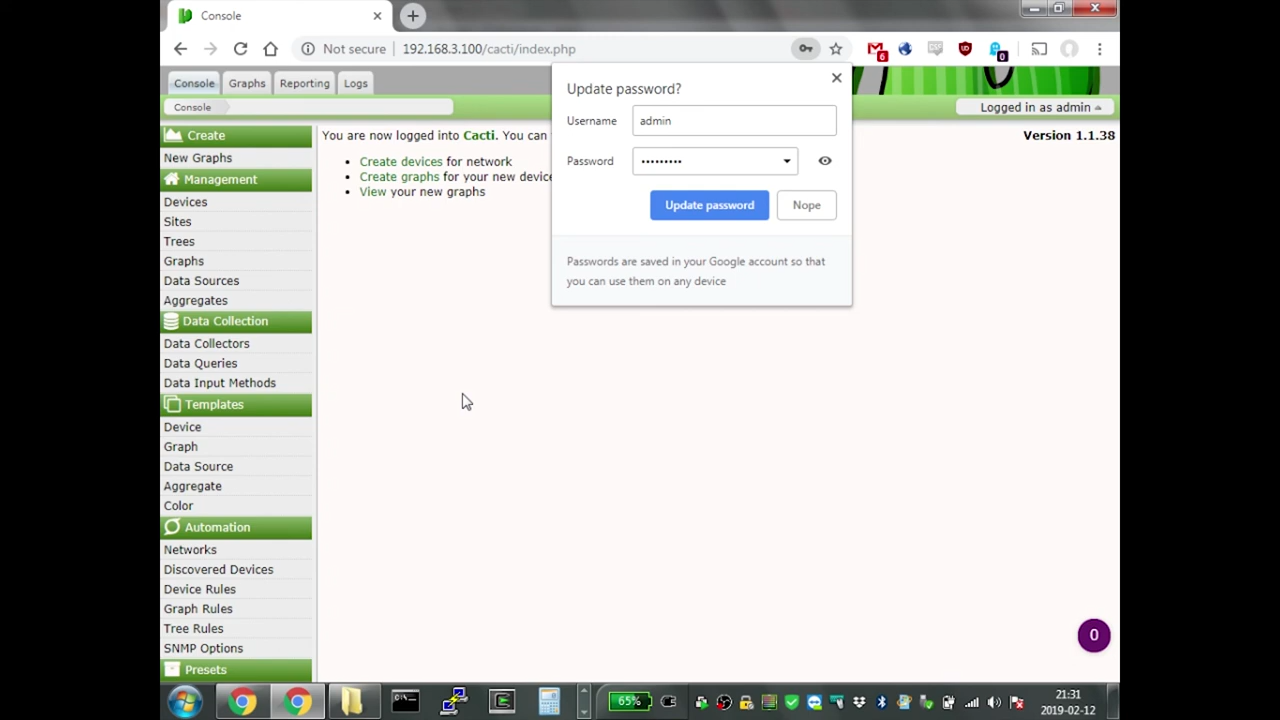 Console
Not secure
192.168.3.100/cacti/index.php
6
0
Console
Graphs
Reporting
Logs
Console
Logged in as admin
Update password?
Username
admin
Password
•••••••••
Update password
Nope
Passwords are saved in your Google account so that
you can use them on any device
Create
New Graphs
Management
Devices
Sites
Trees
Graphs
Data Sources
Aggregates
Data Collection
Data Collectors
Data Queries
Data Input Methods
Templates
Device
Graph
Data Source
Aggregate
Color
Automation
Networks
Discovered Devices
Device Rules
Graph Rules
Tree Rules
SNMP Options
Presets
You are now logged into Cacti. You can
Create devices for network
Create graphs for your new device
View your new graphs
Version 1.1.38
0
65%
21:31
2019-02-12